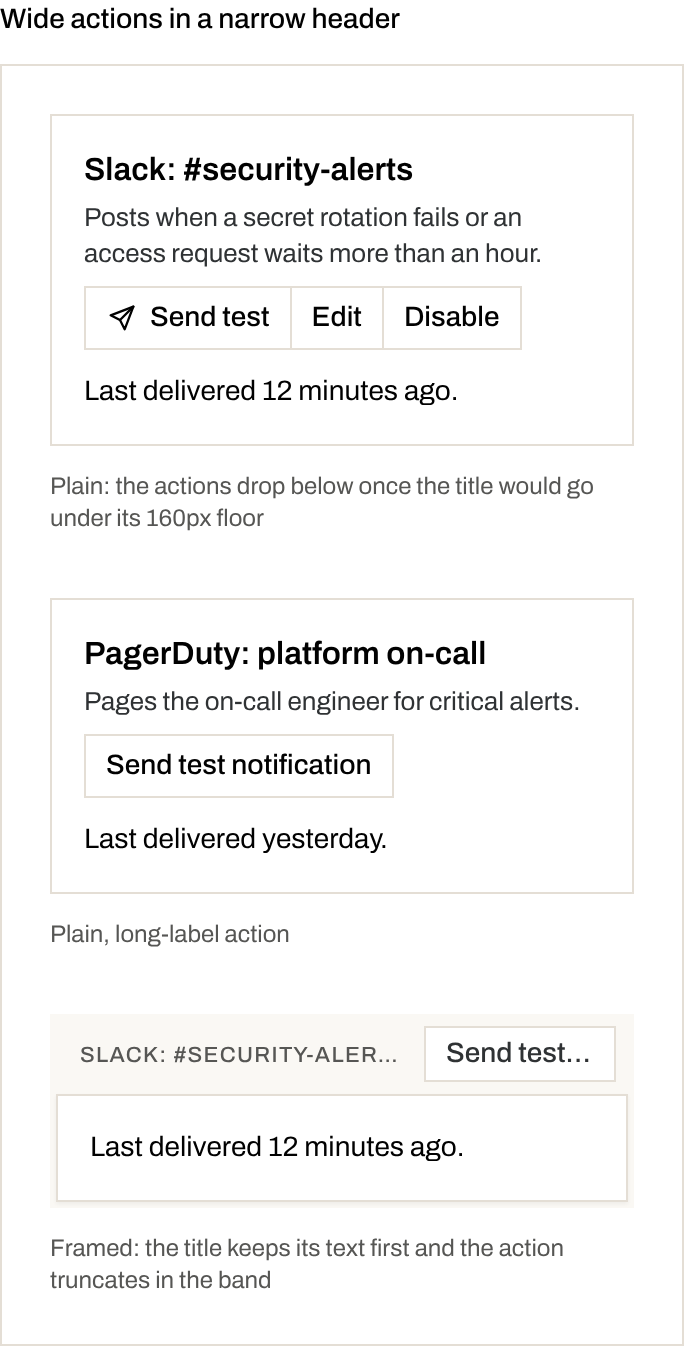 Wide actions in a narrow header
Slack: #security-alerts
Posts when a secret rotation fails or an
access request waits more than an hour.
Send test Edit Disable
Last delivered 12 minutes ago.
Plain: the actions drop below once the title would go
under its 160px floor
PagerDuty: platform on-call
Pages the on-call engineer for critical alerts.
Send test notification
Last delivered yesterday.
Plain, long-label action
SLACK: #SECURITY-ALER… Send test…
Last delivered 12 minutes ago.
Framed: the title keeps its text first and the action
truncates in the band